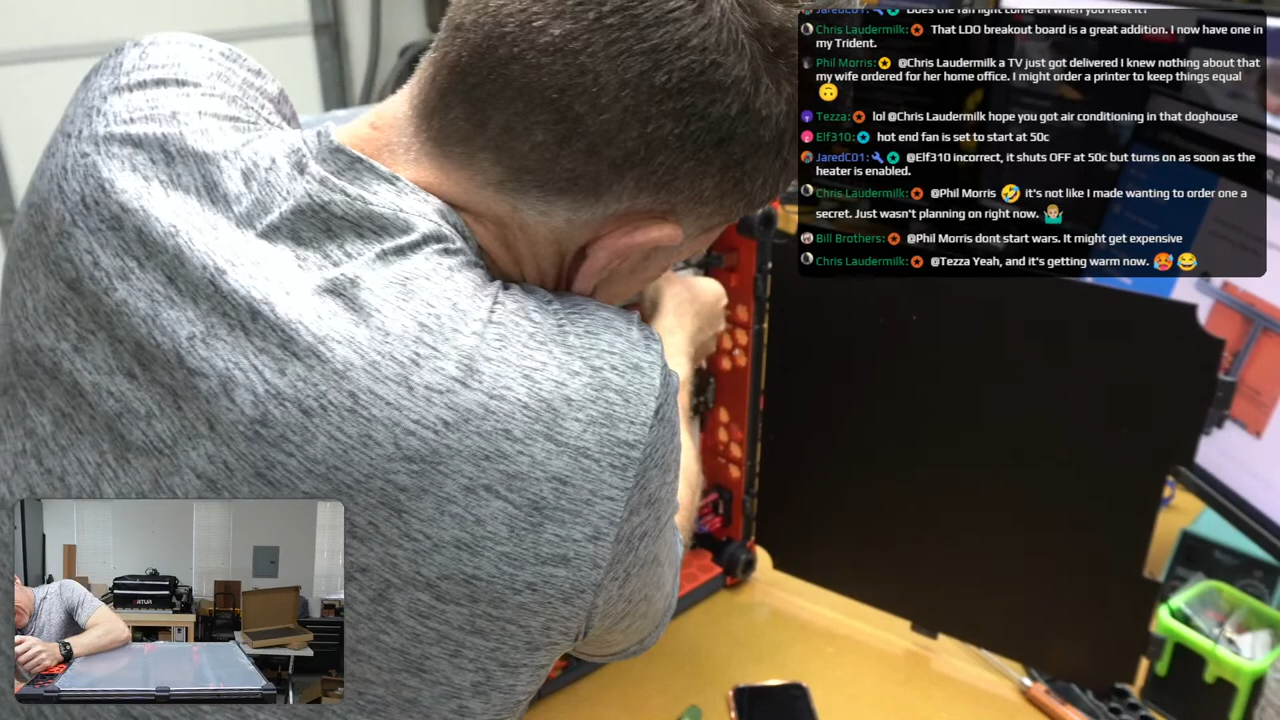 JaredC01: Does the fan light come on when you heat it?
Chris Laudermilk: That LDO breakout board is a great addition. I now have one in
my Trident.
Phil Morris: @Chris Laudermilk a TV just got delivered I knew nothing about that
my wife ordered for her home office. I might order a printer to keep things equal
🙃
Tezza: lol @Chris Laudermilk hope you got air conditioning in that doghouse
Elf310: hot end fan is set to start at 50c
JaredC01: @Elf310 incorrect, it shuts OFF at 50c but turns on as soon as the
heater is enabled.
Chris Laudermilk: @Phil Morris 🤣 it's not like I made wanting to order one a
secret. Just wasn't planning on right now. 🤷🏼‍♂️
Bill Brothers: @Phil Morris dont start wars. It might get expensive
Chris Laudermilk: @Tezza Yeah, and it's getting warm now. 🥵 😂